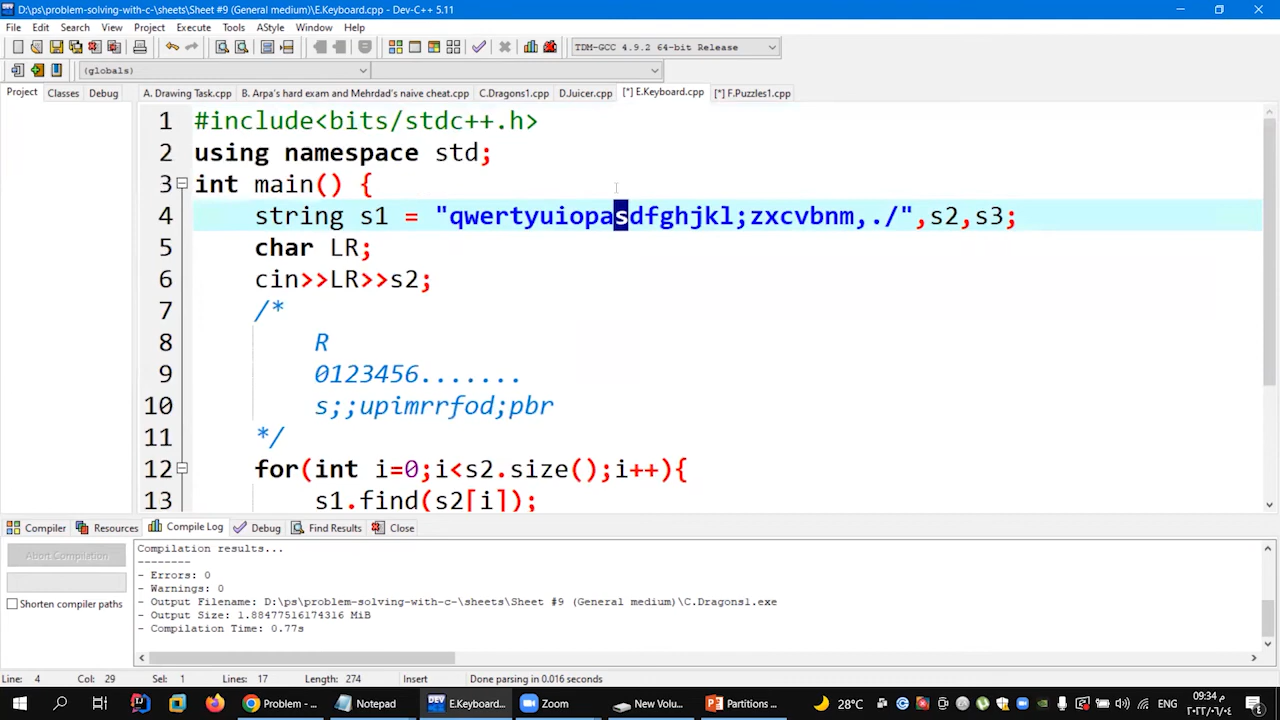 D:\ps\problem-solving-with-c-\sheets\Sheet #9 (General medium)\E.Keyboard.cpp - Dev-C++ 5.11
File Edit Search View Project Execute Tools AStyle Window Help
TDM-GCC 4.9.2 64-bit Release
(globals)
Project Classes Debug A. Drawing Task.cpp B. Arpa's hard exam and Mehrdad's naive cheat.cpp C.Dragons1.cpp D.Juicer.cpp [*] E.Keyboard.cpp [*] F.Puzzles1.cpp
1 #include<bits/stdc++.h>
2 using namespace std;
3 int main() {
4 string s1 = "qwertyuiopasdfghjkl;zxcvbnm,./",s2,s3;
5 char LR;
6 cin>>LR>>s2;
7 /*
8 R
9 0123456.......
10 s;;upimrrfod;pbr
11 */
12 for(int i=0;i<s2.size();i++){
13 s1.find(s2[i]);
Compiler Resources Compile Log Debug Find Results Close
Abort Compilation
Shorten compiler paths
Compilation results...
--------
- Errors: 0
- Warnings: 0
- Output Filename: D:\ps\problem-solving-with-c-\sheets\Sheet #9 (General medium)\C.Dragons1.exe
- Output Size: 1.88477516174316 MiB
- Compilation Time: 0.77s
Line: 4 Col: 29 Sel: 1 Lines: 17 Length: 274 Insert Done parsing in 0.016 seconds
Problem - ... Notepad E.Keyboard.c... Zoom New Volu... Partitions ... 28°C